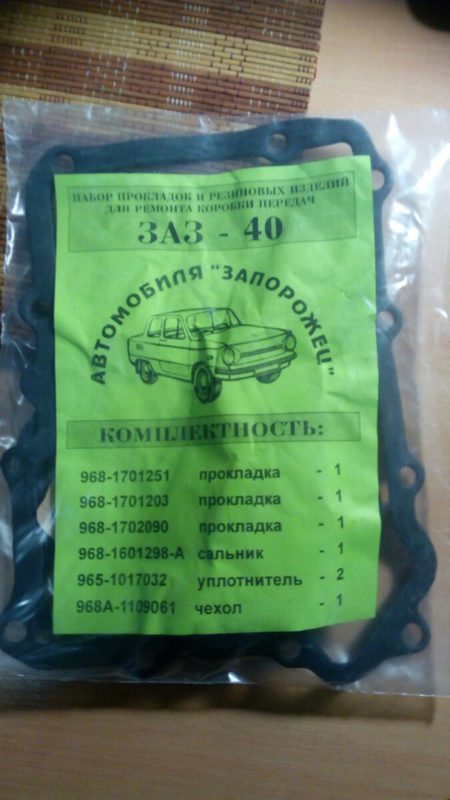 НАБОР ПРОКЛАДОК И РЕЗИНОВЫХ ИЗДЕЛИЙ
ДЛЯ РЕМОНТА КОРОБКИ ПЕРЕДАЧ
ЗАЗ - 40
АВТОМОБИЛЯ "ЗАПОРОЖЕЦ"
КОМПЛЕКТНОСТЬ:
968-1701251 прокладка - 1
968-1701203 прокладка - 1
968-1702090 прокладка - 1
968-1601298-А сальник - 1
965-1017032 уплотнитель - 2
968А-1109061 чехол - 1